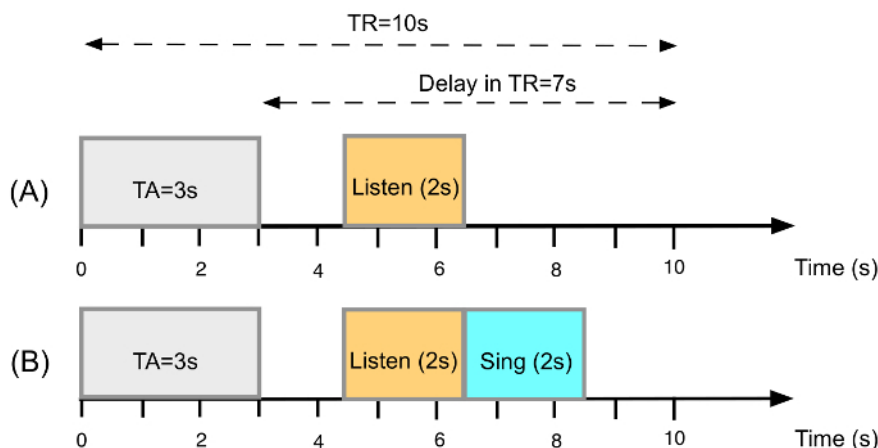 TR=10s
Delay in TR=7s
(A)
TA=3s
Listen (2s)
0 2 4 6 8 10 Time (s)
(B)
TA=3s
Listen (2s)
Sing (2s)
0 2 4 6 8 10 Time (s)